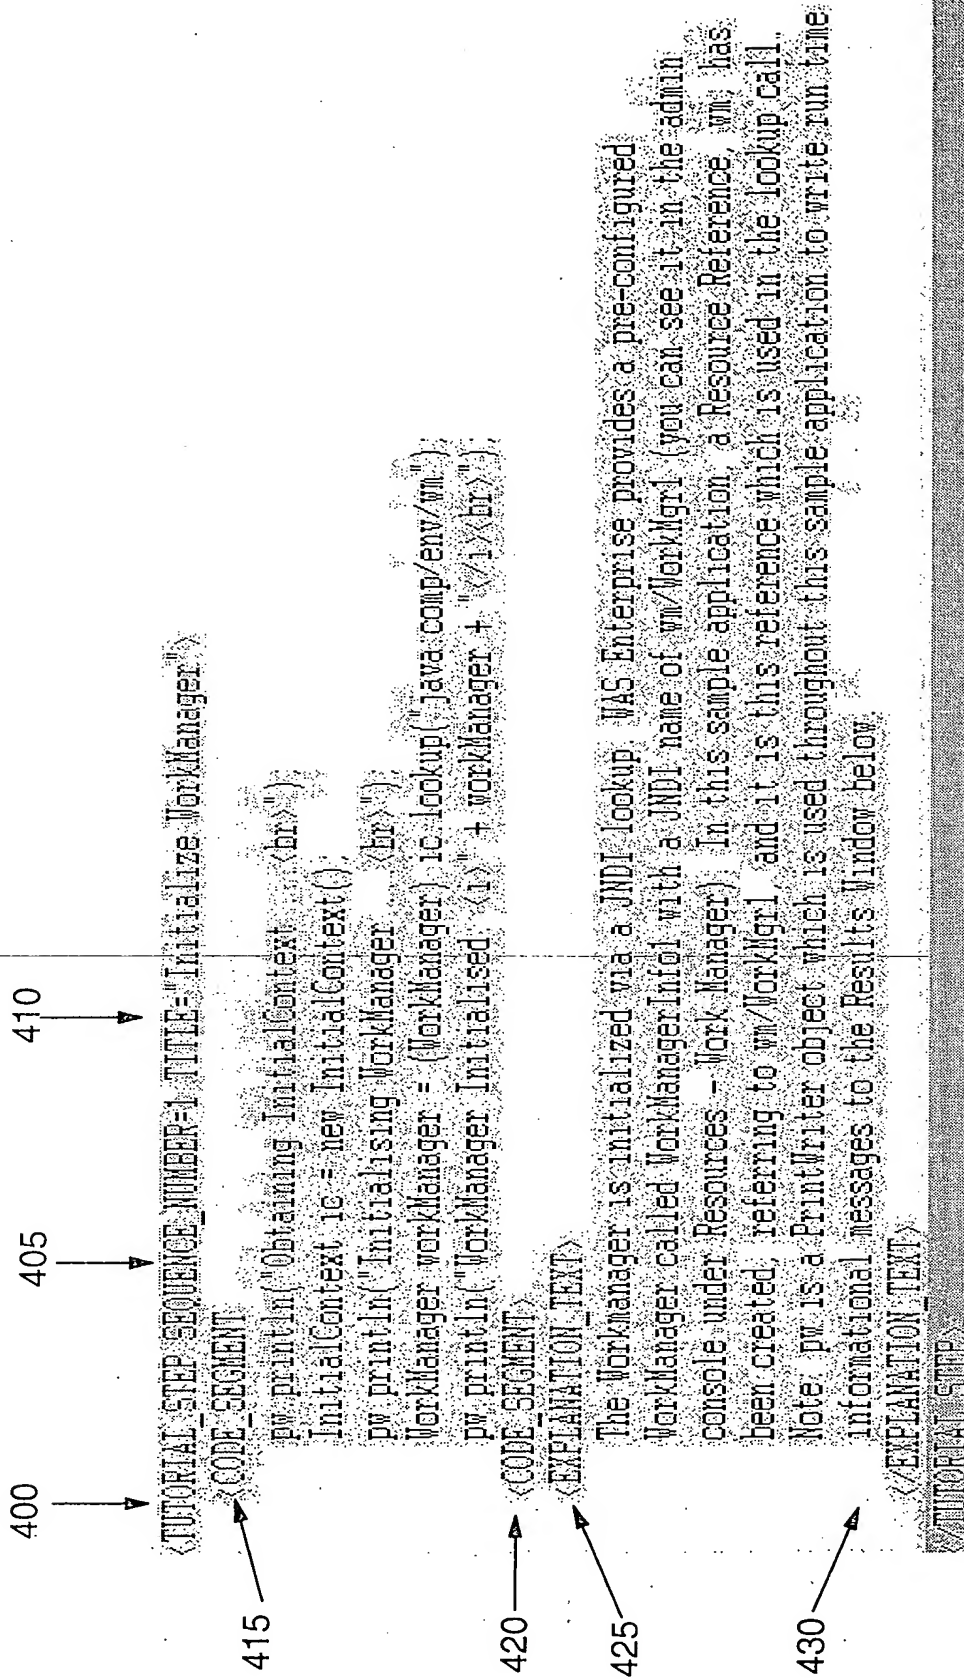 400 405 410
<TUTORIAL_STEP SEQUENCE_NUMBER=1 TITLE="Initialize WorkManager">
415 <CODE_SEGMENT
pw.println("Obtaining InitialContext <br>");
InitialContext ic = new InitialContext();
pw.println("Initialising WorkManager <br>");
WorkManager workManager = (WorkManager) ic.lookup("java:comp/env/wm");
pw.println("WorkManager Initialised. <i>" + workManager + "</i><br>");
420 <CODE_SEGMENT>
425 <EXPLANATION_TEXT>
The Workmanager is initialized via a JNDI lookup. WAS Enterprise provides a pre-configured
WorkManager called WorkManagerInfo1 with a JNDI name of wm/WorkMgr1 (you can see it in the admin
console under Resources - Work Manager). In this sample application, a Resource Reference, wm, has
been created, referring to wm/WorkMgr1, and it is this reference which is used in the lookup call.
Note: pw is a PrintWriter object which is used throughout this sample application to write run time
informational messages to the Results Window below.
430 </EXPLANATION_TEXT>
</TUTORIAL_STEP>